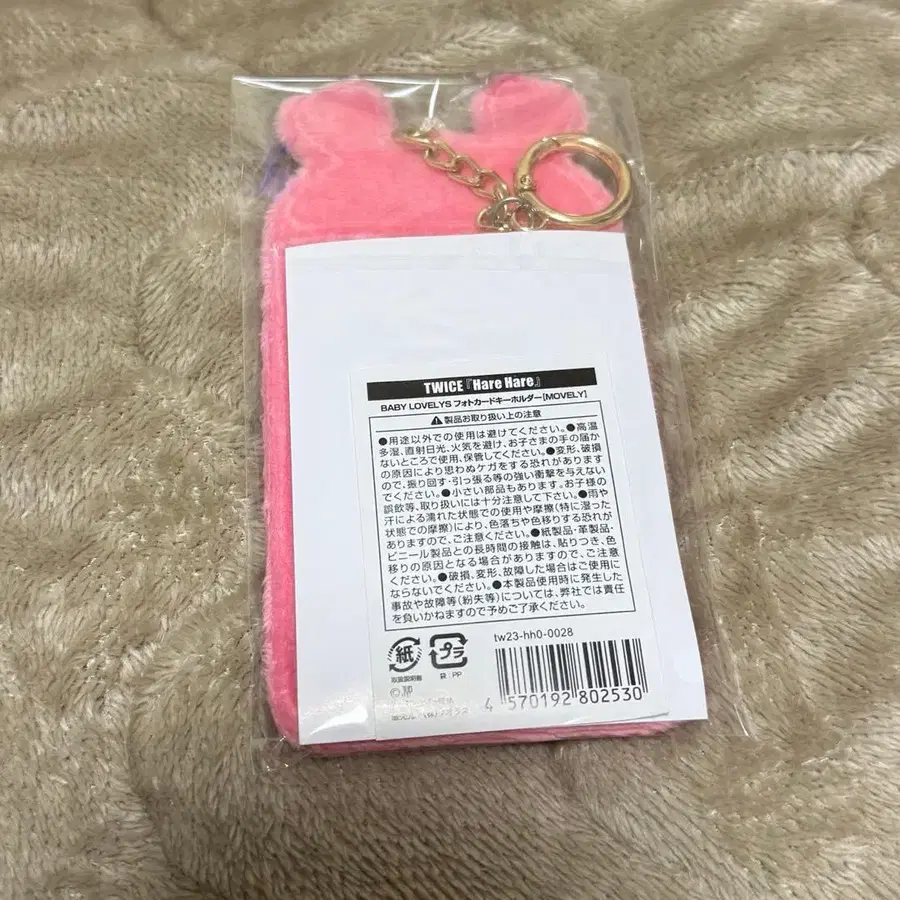 TWICE『Hare Hare』
BABY LOVELYS フォトカードキーホルダー【MOVELY】
⚠製品お取り扱い上の注意
●用途以外での使用は避けてください。●高温
多湿、直射日光、火気を避け、お子さまの手の届か
ないところで使用、保管してください。●変形、破損
の原因により思わぬケガをする恐れがあります
ので、振り回す・引っ張る等の強い衝撃を与えない
でください。●小さい部品もあります。お子様の
誤飲等、取り扱いには十分注意して下さい。●雨や
汗による濡れた状態での使用や摩擦(特に湿った
状態での摩擦)により、色落ちや色移りする恐れが
ありますので、ご注意ください。●紙製品・革製品・
ビニール製品との長時間の接触は、貼りつき、色
移りの原因となる場合がありますので、ご注意
ください。●破損、変形、故障した場合はご使用に
ならないでください。●本製品使用時に発生した
事故や故障等(紛失等)については、弊社では責任
を負いかねますので予めご了承ください。
紙
取扱説明書
プラ
袋 PP
tw23-hh0-0028
4 570192 802530